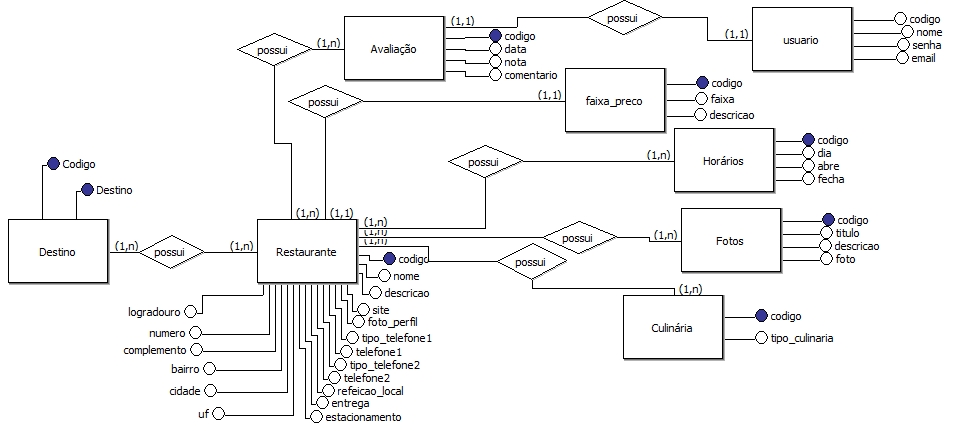 possui
(1,n)
Avaliação
(1,1)
codigo
data
nota
comentario
possui
(1,1)
usuario
codigo
nome
senha
email
possui
(1,1)
faixa_preco
codigo
faixa
descricao
possui
(1,n)
Horários
codigo
dia
abre
fecha
Codigo
Destino
Destino
(1,n)
possui
(1,n)
Restaurante
(1,n)
(1,1)
(1,n)
(1,n)
(1,n)
possui
(1,n)
Fotos
codigo
titulo
descricao
foto
possui
(1,n)
Culinária
codigo
tipo_culinaria
codigo
nome
descricao
site
foto_perfil
tipo_telefone1
telefone1
tipo_telefone2
telefone2
refeicao_local
entrega
estacionamento
logradouro
numero
complemento
bairro
cidade
uf